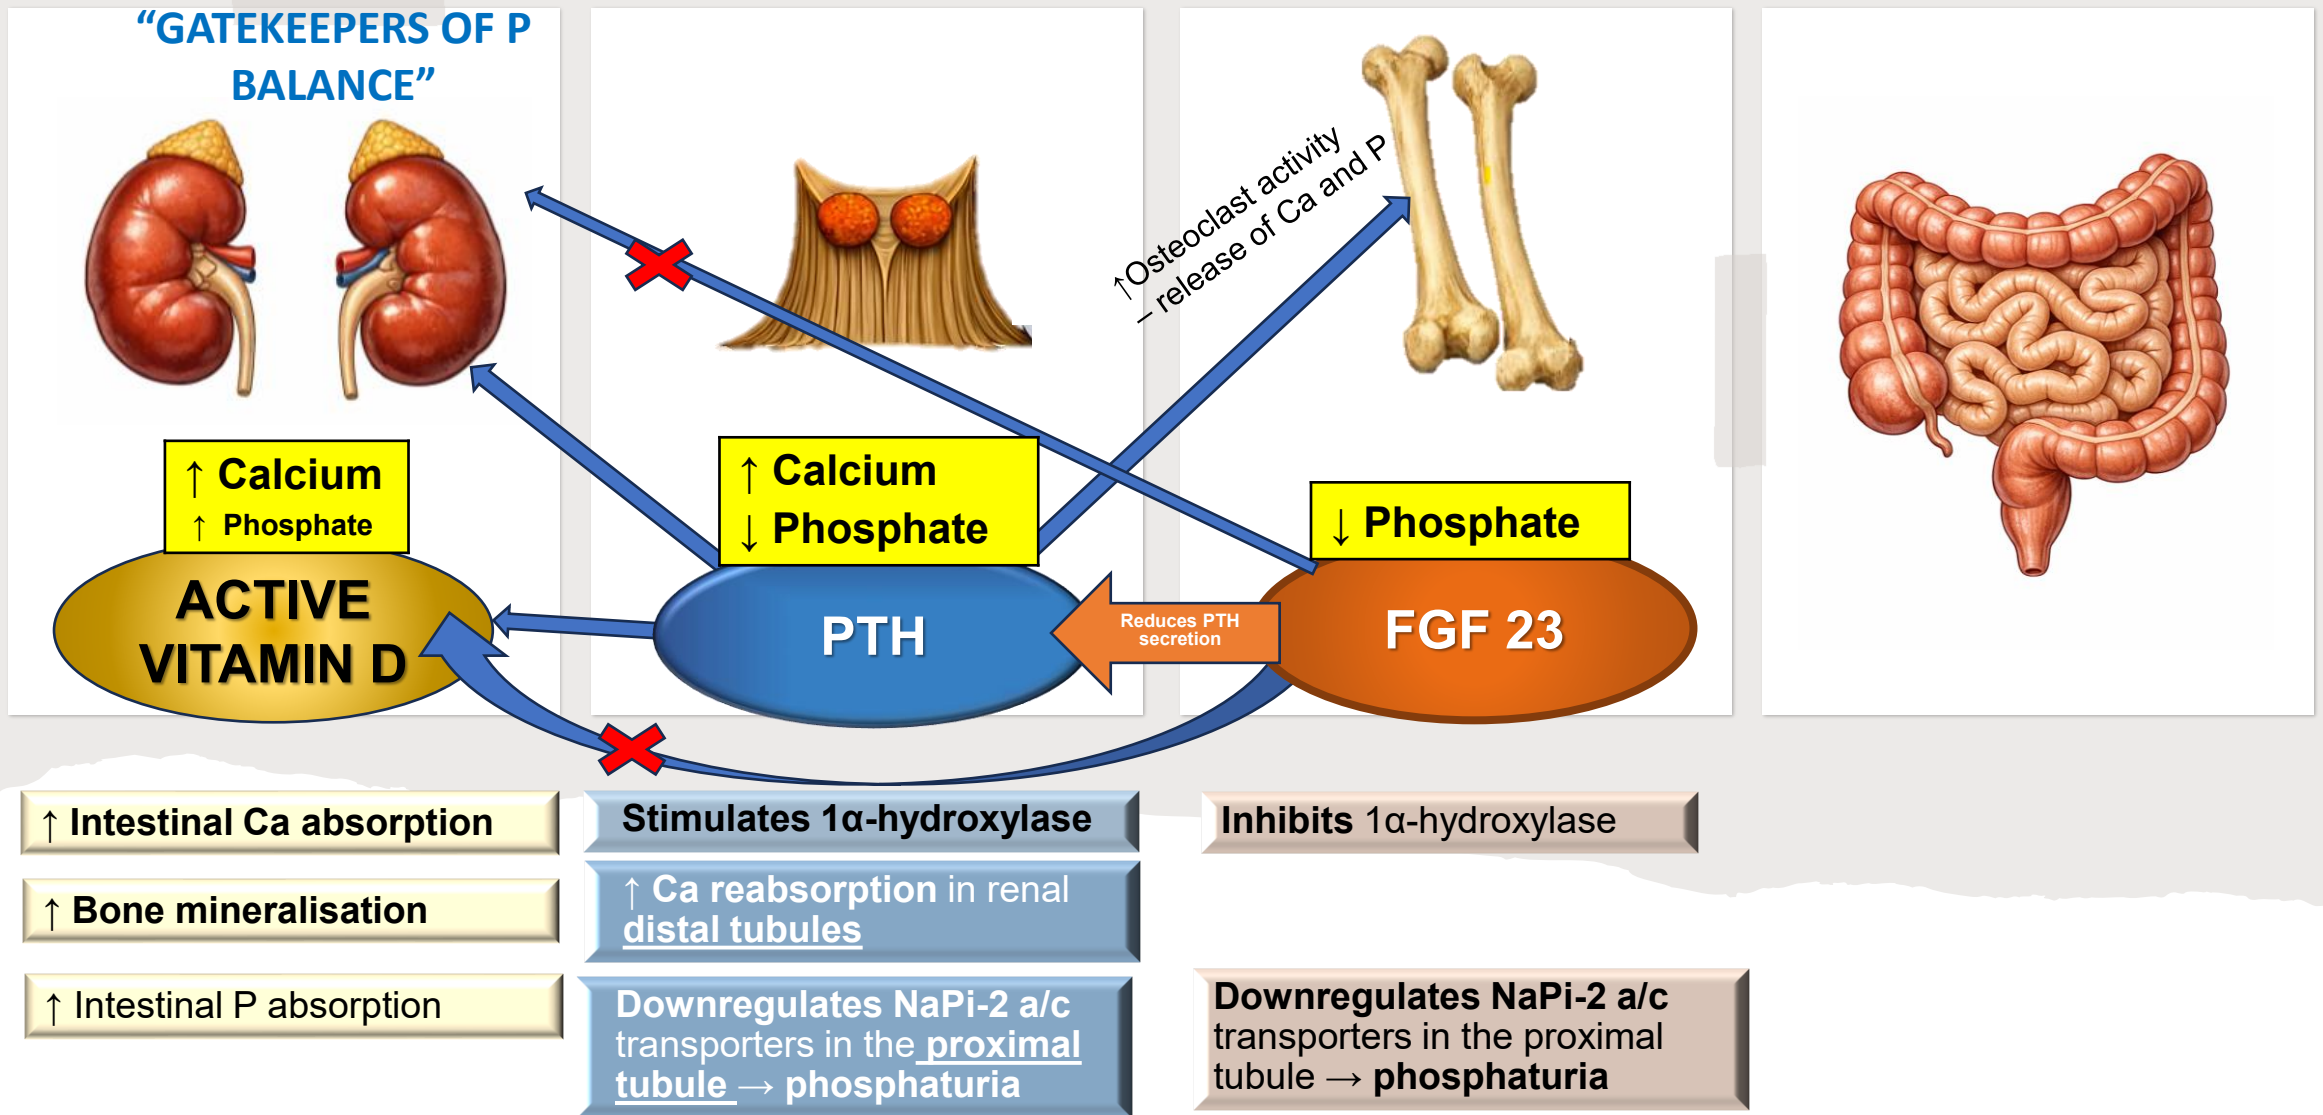 “GATEKEEPERS OF P
BALANCE”
↑Osteoclast activity
– release of Ca and P
↑ Calcium
↑ Phosphate
ACTIVE
VITAMIN D
↑ Calcium
↓ Phosphate
PTH
Reduces PTH
secretion
↓ Phosphate
FGF 23
↑ Intestinal Ca absorption
↑ Bone mineralisation
↑ Intestinal P absorption
Stimulates 1α-hydroxylase
↑ Ca reabsorption in renal
distal tubules
Downregulates NaPi-2 a/c
transporters in the proximal
tubule → phosphaturia
Inhibits 1α-hydroxylase
Downregulates NaPi-2 a/c
transporters in the proximal
tubule → phosphaturia